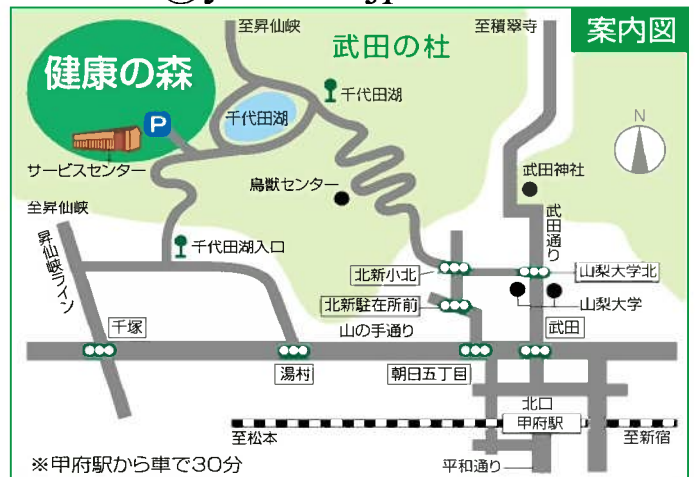 至昇仙峡
至積翠寺
案内図
武田の杜
健康の森
千代田湖
P
千代田湖
N
サービスセンター
鳥獣センター
武田神社
至昇仙峡
武田通り
昇仙峡ライン
千代田湖入口
北新小北
山梨大学北
北新駐在所前
山梨大学
千塚
山の手通り
武田
湯村
朝日五丁目
北口
甲府駅
至松本
至新宿
※甲府駅から車で30分
平和通り